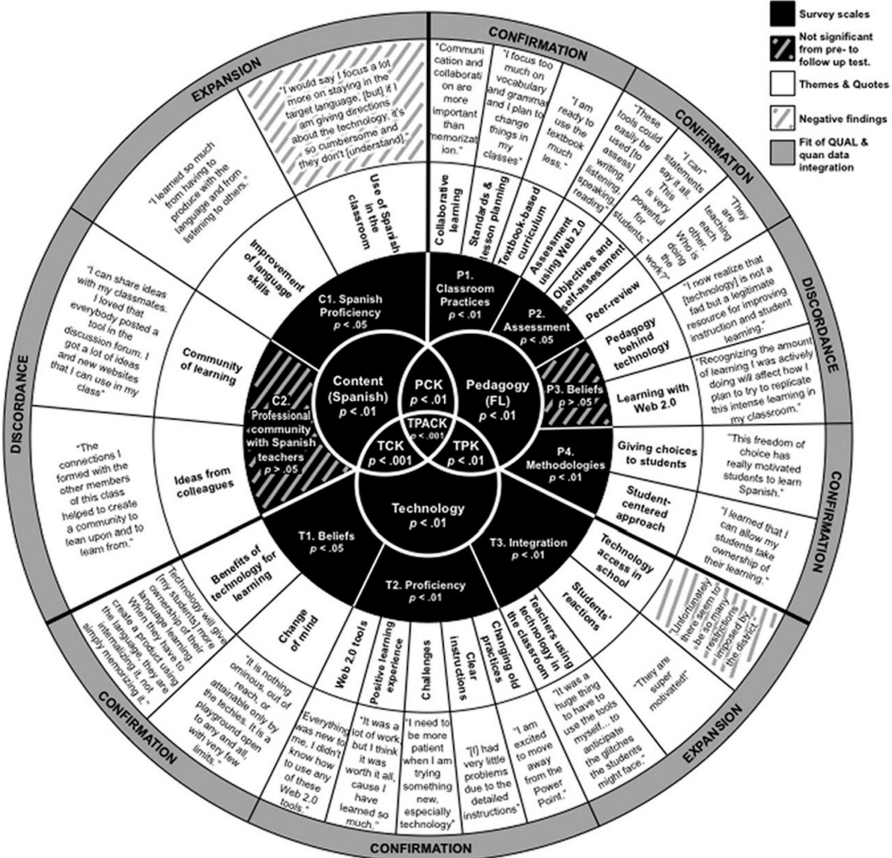 Survey scales
Not significant
from pre- to
follow up test.
Themes & Quotes
Negative findings
Fit of QUAL &
quan data
integration
CONFIRMATION
CONFIRMATION
DISCORDANCE
CONFIRMATION
EXPANSION
CONFIRMATION
CONFIRMATION
DISCORDANCE
EXPANSION
"Communi
cation and
collaborati
on are
more
important
than
memorizat
ion."
"I focus too
much on
vocabulary
and grammar
and I plan to
change
things in
my
classes"
"I am
ready to
use the
textbook
much
less."
"These
tools could
easily be
used [to
assess]
writing,
listening,
speaking,
reading"
"I can"
statements
say it all.
This
is very
powerful
for
students."
"They
are
teaching
each
other.
Who is
doing
the
work?"
"I now realize that
[technology] is not a
fad but a legitimate
resource for improving
instruction and student
learning."
"Recognizing the amount
of learning I was actively
doing will affect how I
plan to try to replicate
this intense learning in
my classroom."
"This freedom of
choice has
really motivated
students to learn
Spanish."
"I learned that I
can allow my
students take
ownership of
their learning."
"Unfortunately
there seem to
be so many
restrictions
imposed by
the district."
"They are
super
motivated!"
"It was a
huge thing
to have to
use the tools
myself... to
anticipate
the glitches
the students
might face."
"I am
excited
to move
away
from the
Power
Point."
"[I] had
very little
problems
due to the
detailed
instructions"
"I need to
be more
patient
when I am
trying
something
new,
especially
technology"
"It was a
lot of work
but I think
it was
worth it all,
cause I
have
learned so
much."
"Everything
was new to
me, I didn't
know how
to use any
of these
Web 2.0
tools."
"It is nothing
ominous, out of
reach, or
attainable only by
the techies. It is a
playground open
to any and all,
with very few
limits."
Technology will give
[my students] more
ownership of their
language learning.
When they have to
create a product using
the language, they are
internalizing it, not
simply memorizing it."
"The
connections I
formed with the
other members
of this class
helped to create
a community to
lean upon and to
learn from."
"I can share ideas
with my classmates.
I loved that
everybody posted a
tool in the
discussion forum. I
got a lot of ideas
and new websites
that I can use in my
class"
"I learned so much
from having to
produce with the
language and from
listening to others."
"I would say I focus a lot
more on staying in the
target language, [but] if I
am giving directions
about the technology, it's
so cumbersome and
they don't [understand]."
Collaborative
learning
Standards &
lesson planning
Textbook-based
curriculum
Assessment
using Web 2.0
Objectives and
self-assessment
Peer-review
Pedagogy
behind
technology
Learning with
Web 2.0
Giving choices
to students
Student-
centered
approach
Technology
access in
school
Students'
reactions
Teachers using
technology in
the classroom
Changing old
practices
Clear
instructions
Challenges
Positive learning
experience
Web 2.0 tools
Change
of mind
Benefits of
technology for
learning
Ideas from
colleagues
Community
of learning
Improvement
of language
skills
Use of Spanish
in the
classroom
C1. Spanish
Proficiency
p < .05
P1.
Classroom
Practices
p < .01
P2.
Assessment
p < .05
P3. Beliefs
p > .05
P4.
Methodologies
p < .01
T3. Integration
p < .01
T2. Proficiency
p < .01
T1. Beliefs
p < .05
C2.
Professional
community
with Spanish
teachers
p > .05
Content
(Spanish)
p < .01
PCK
p < .01
Pedagogy
(FL)
p < .01
TPACK
p <.001
TCK
p <.001
TPK
p < .01
Technology
p < .01